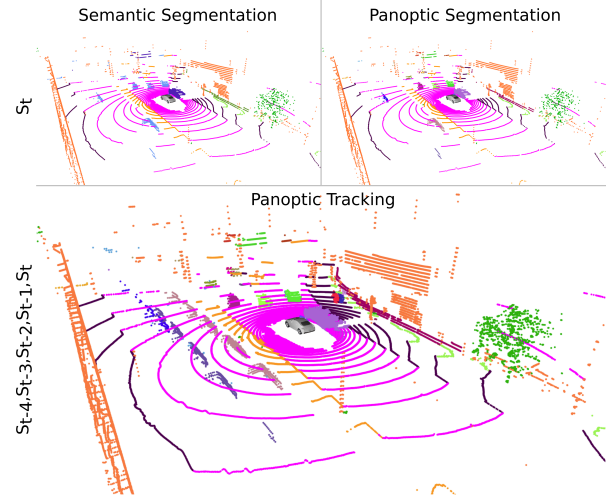 Semantic Segmentation
Panoptic Segmentation
St
Panoptic Tracking
St-4,St-3,St-2,St-1,St